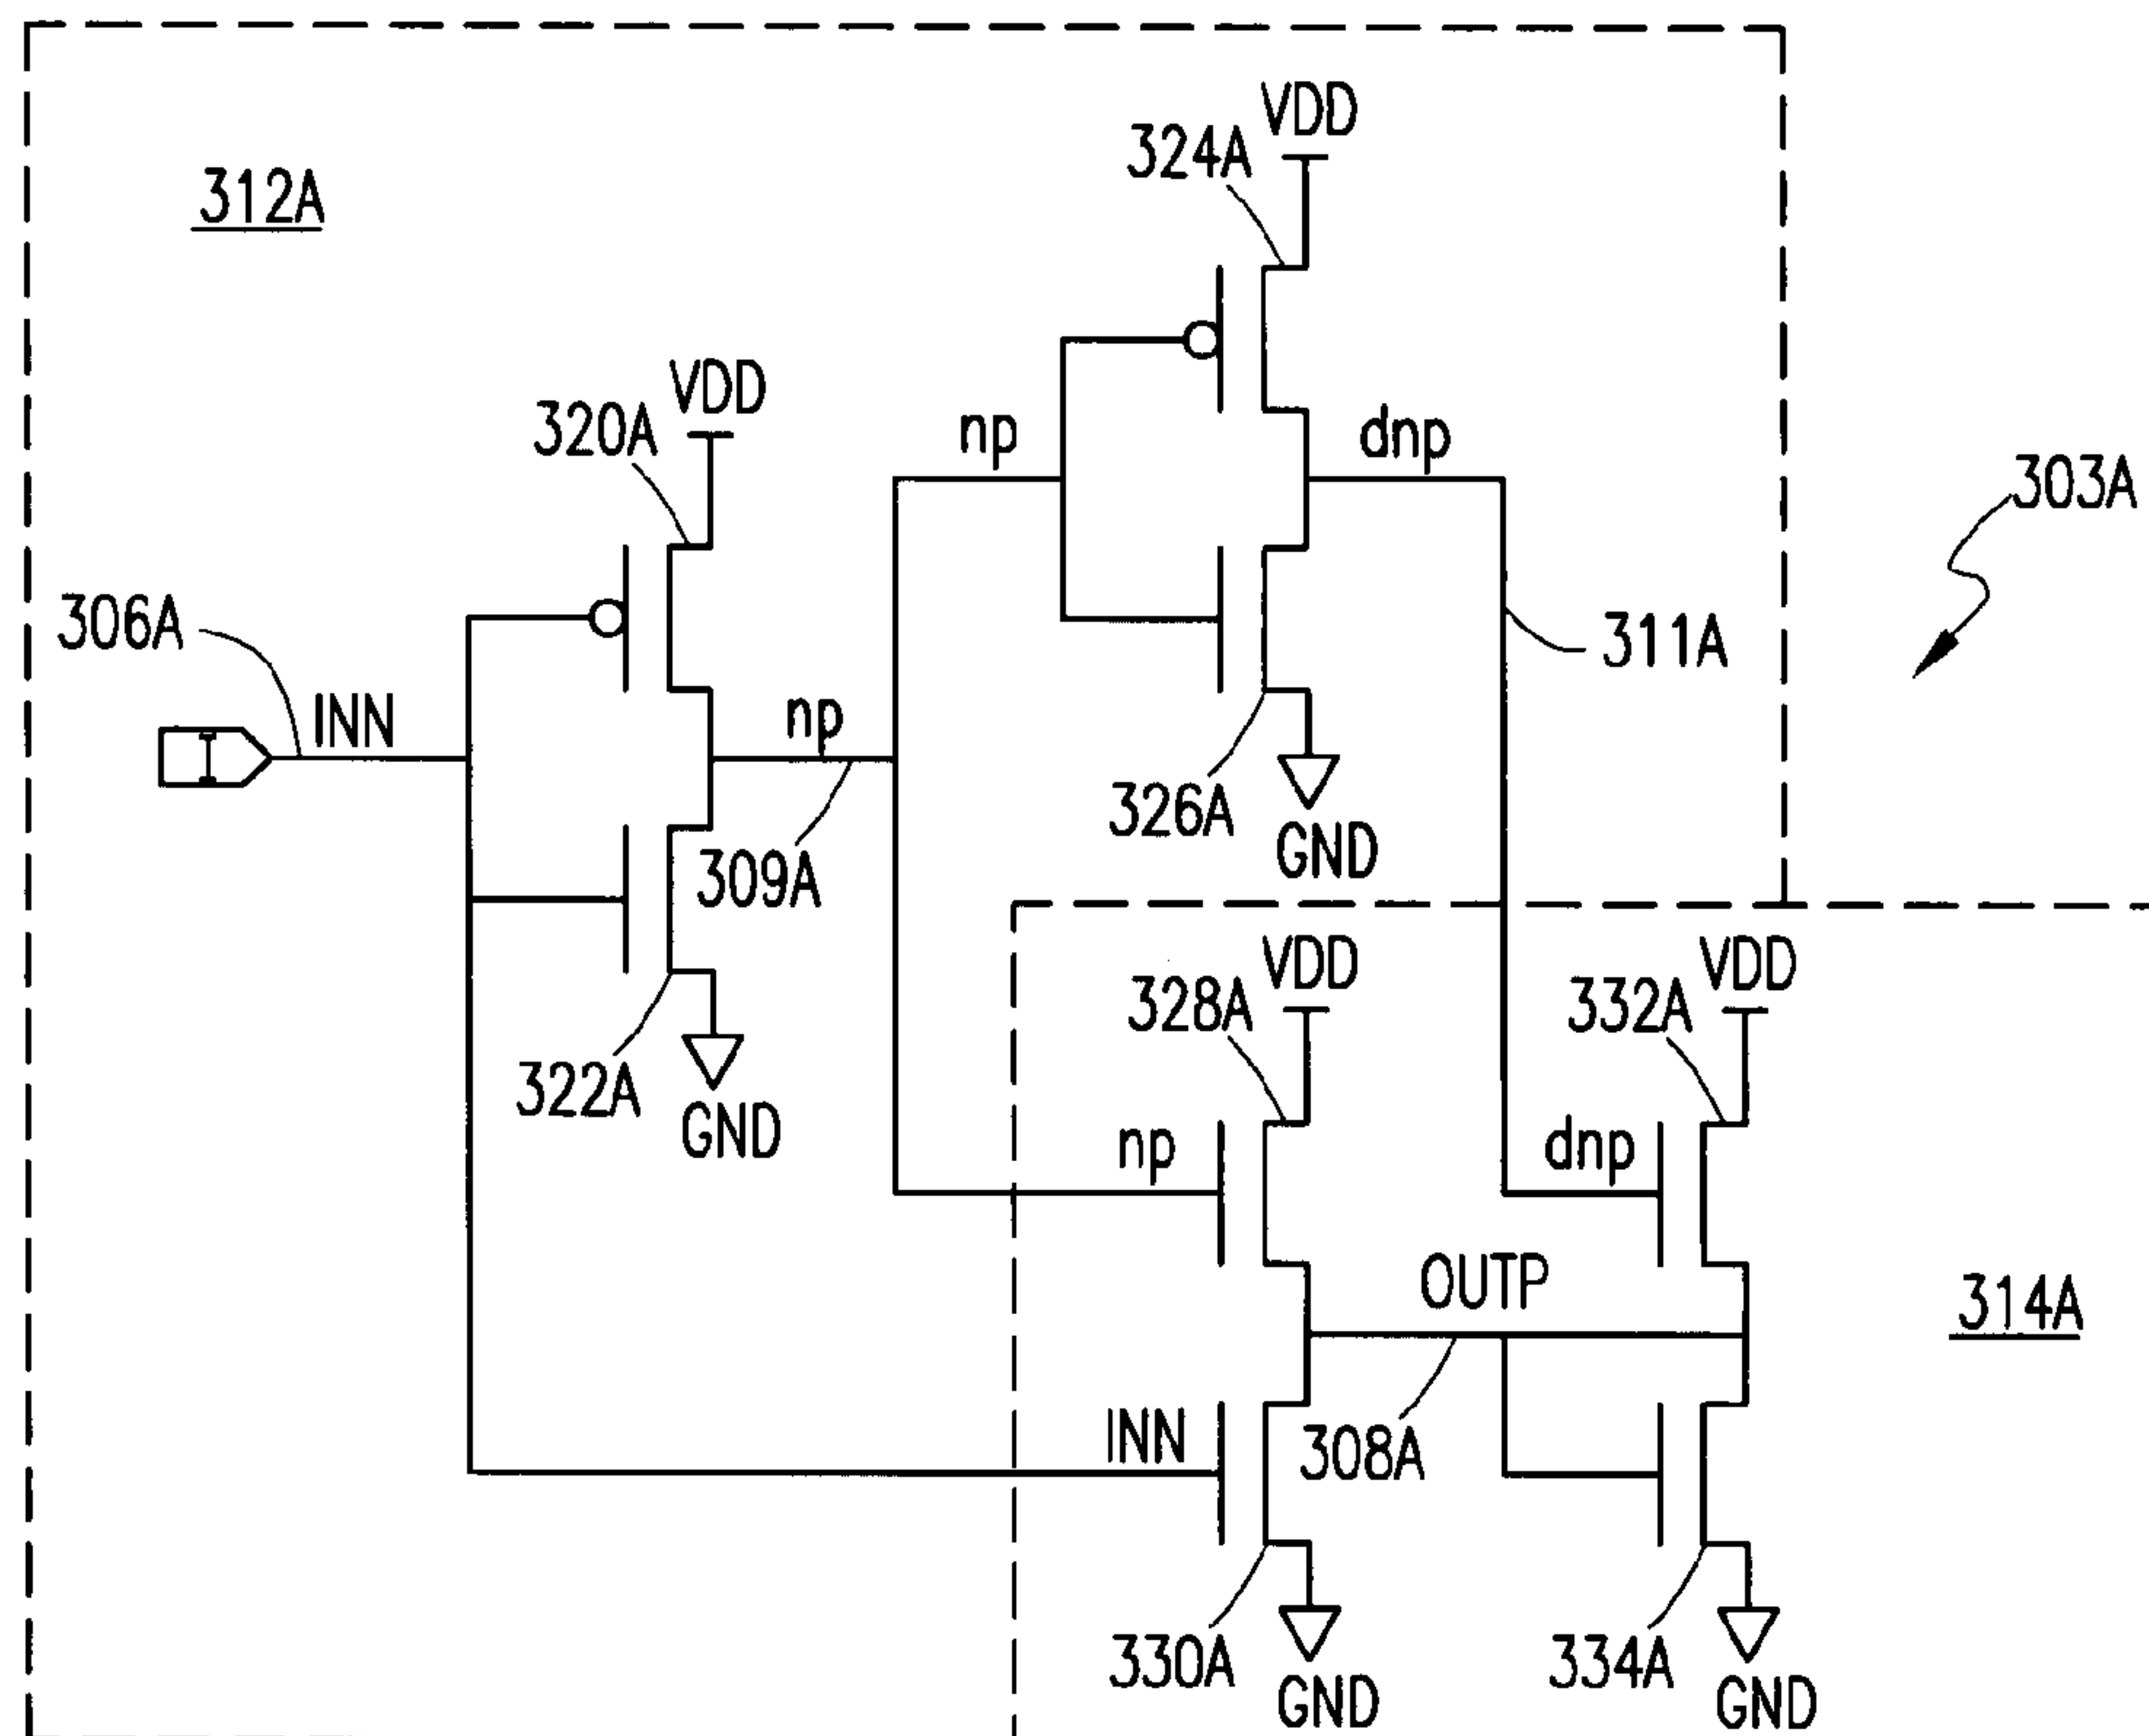 VDD
324A
312A
VDD
320A
np
dnp
303A
306A
INN
np
311A
326A
GND
309A
VDD
328A
VDD
332A
322A
GND
np
dnp
OUTP
314A
INN
308A
330A
GND
334A
GND